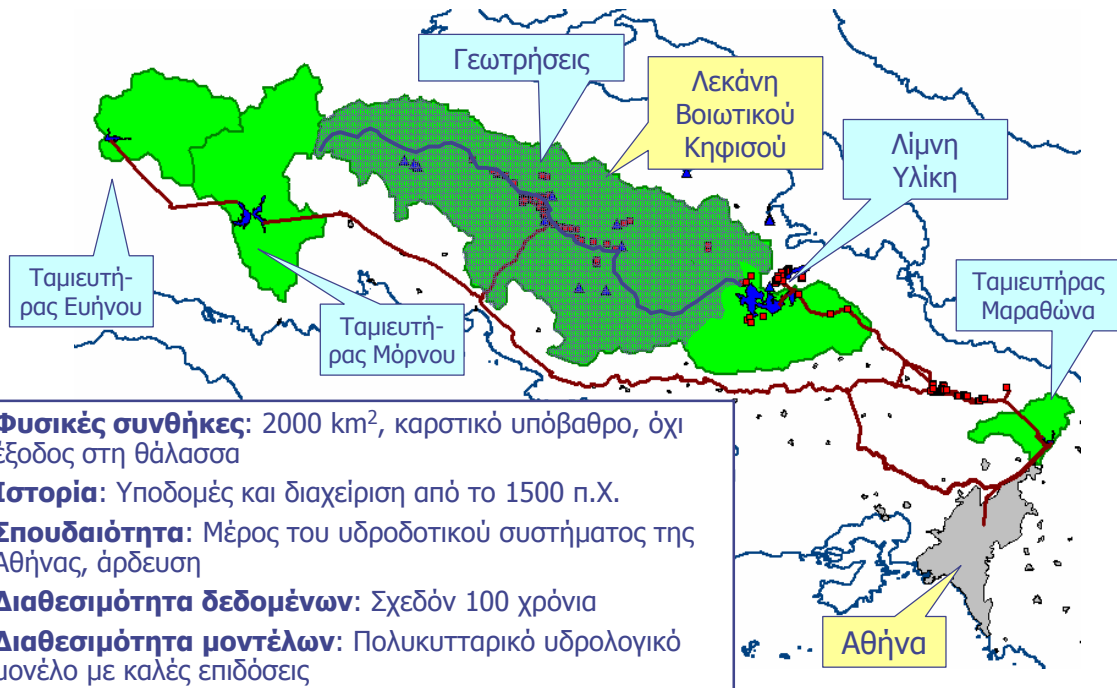 Γεωτρήσεις
Λεκάνη
Βοιωτικού
Κηφισού
Λίμνη
Υλίκη
Ταμιευτή-
ρας Ευήνου
Ταμιευτή-
ρας Μόρνου
Ταμιευτήρας
Μαραθώνα
Φυσικές συνθήκες: 2000 km², καρστικό υπόβαθρο, όχι
έξοδος στη θάλασσα
Ιστορία: Υποδομές και διαχείριση από το 1500 π.Χ.
Σπουδαιότητα: Μέρος του υδροδοτικού συστήματος της
Αθήνας, άρδευση
Διαθεσιμότητα δεδομένων: Σχεδόν 100 χρόνια
Διαθεσιμότητα μοντέλων: Πολυκυτταρικό υδρολογικό
μονέλο με καλές επιδόσεις
Αθήνα